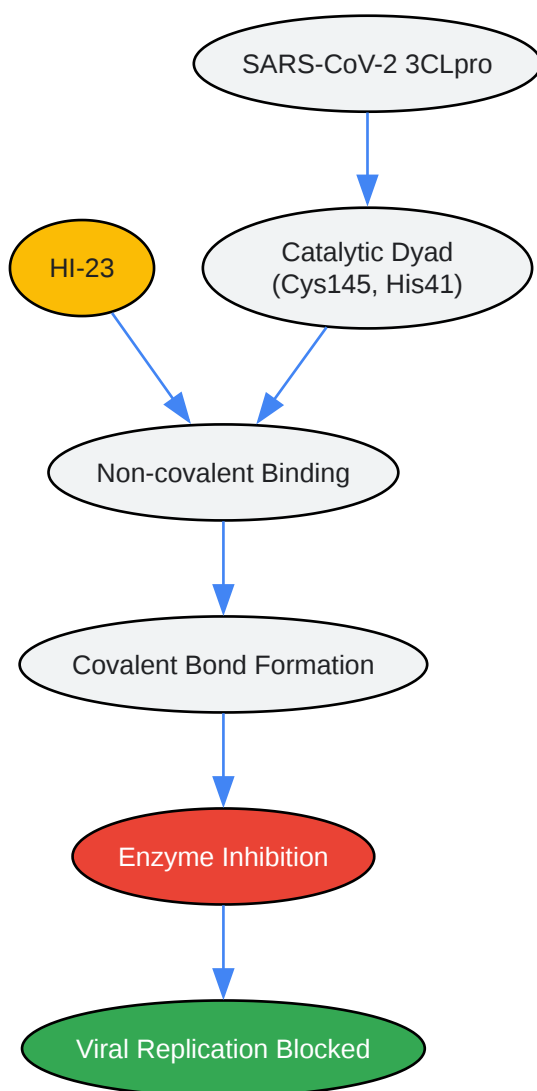 SARS-CoV-2 3CLpro
HI-23
Catalytic Dyad
(Cys145, His41)
Non-covalent Binding
Covalent Bond Formation
Enzyme Inhibition
Viral Replication Blocked